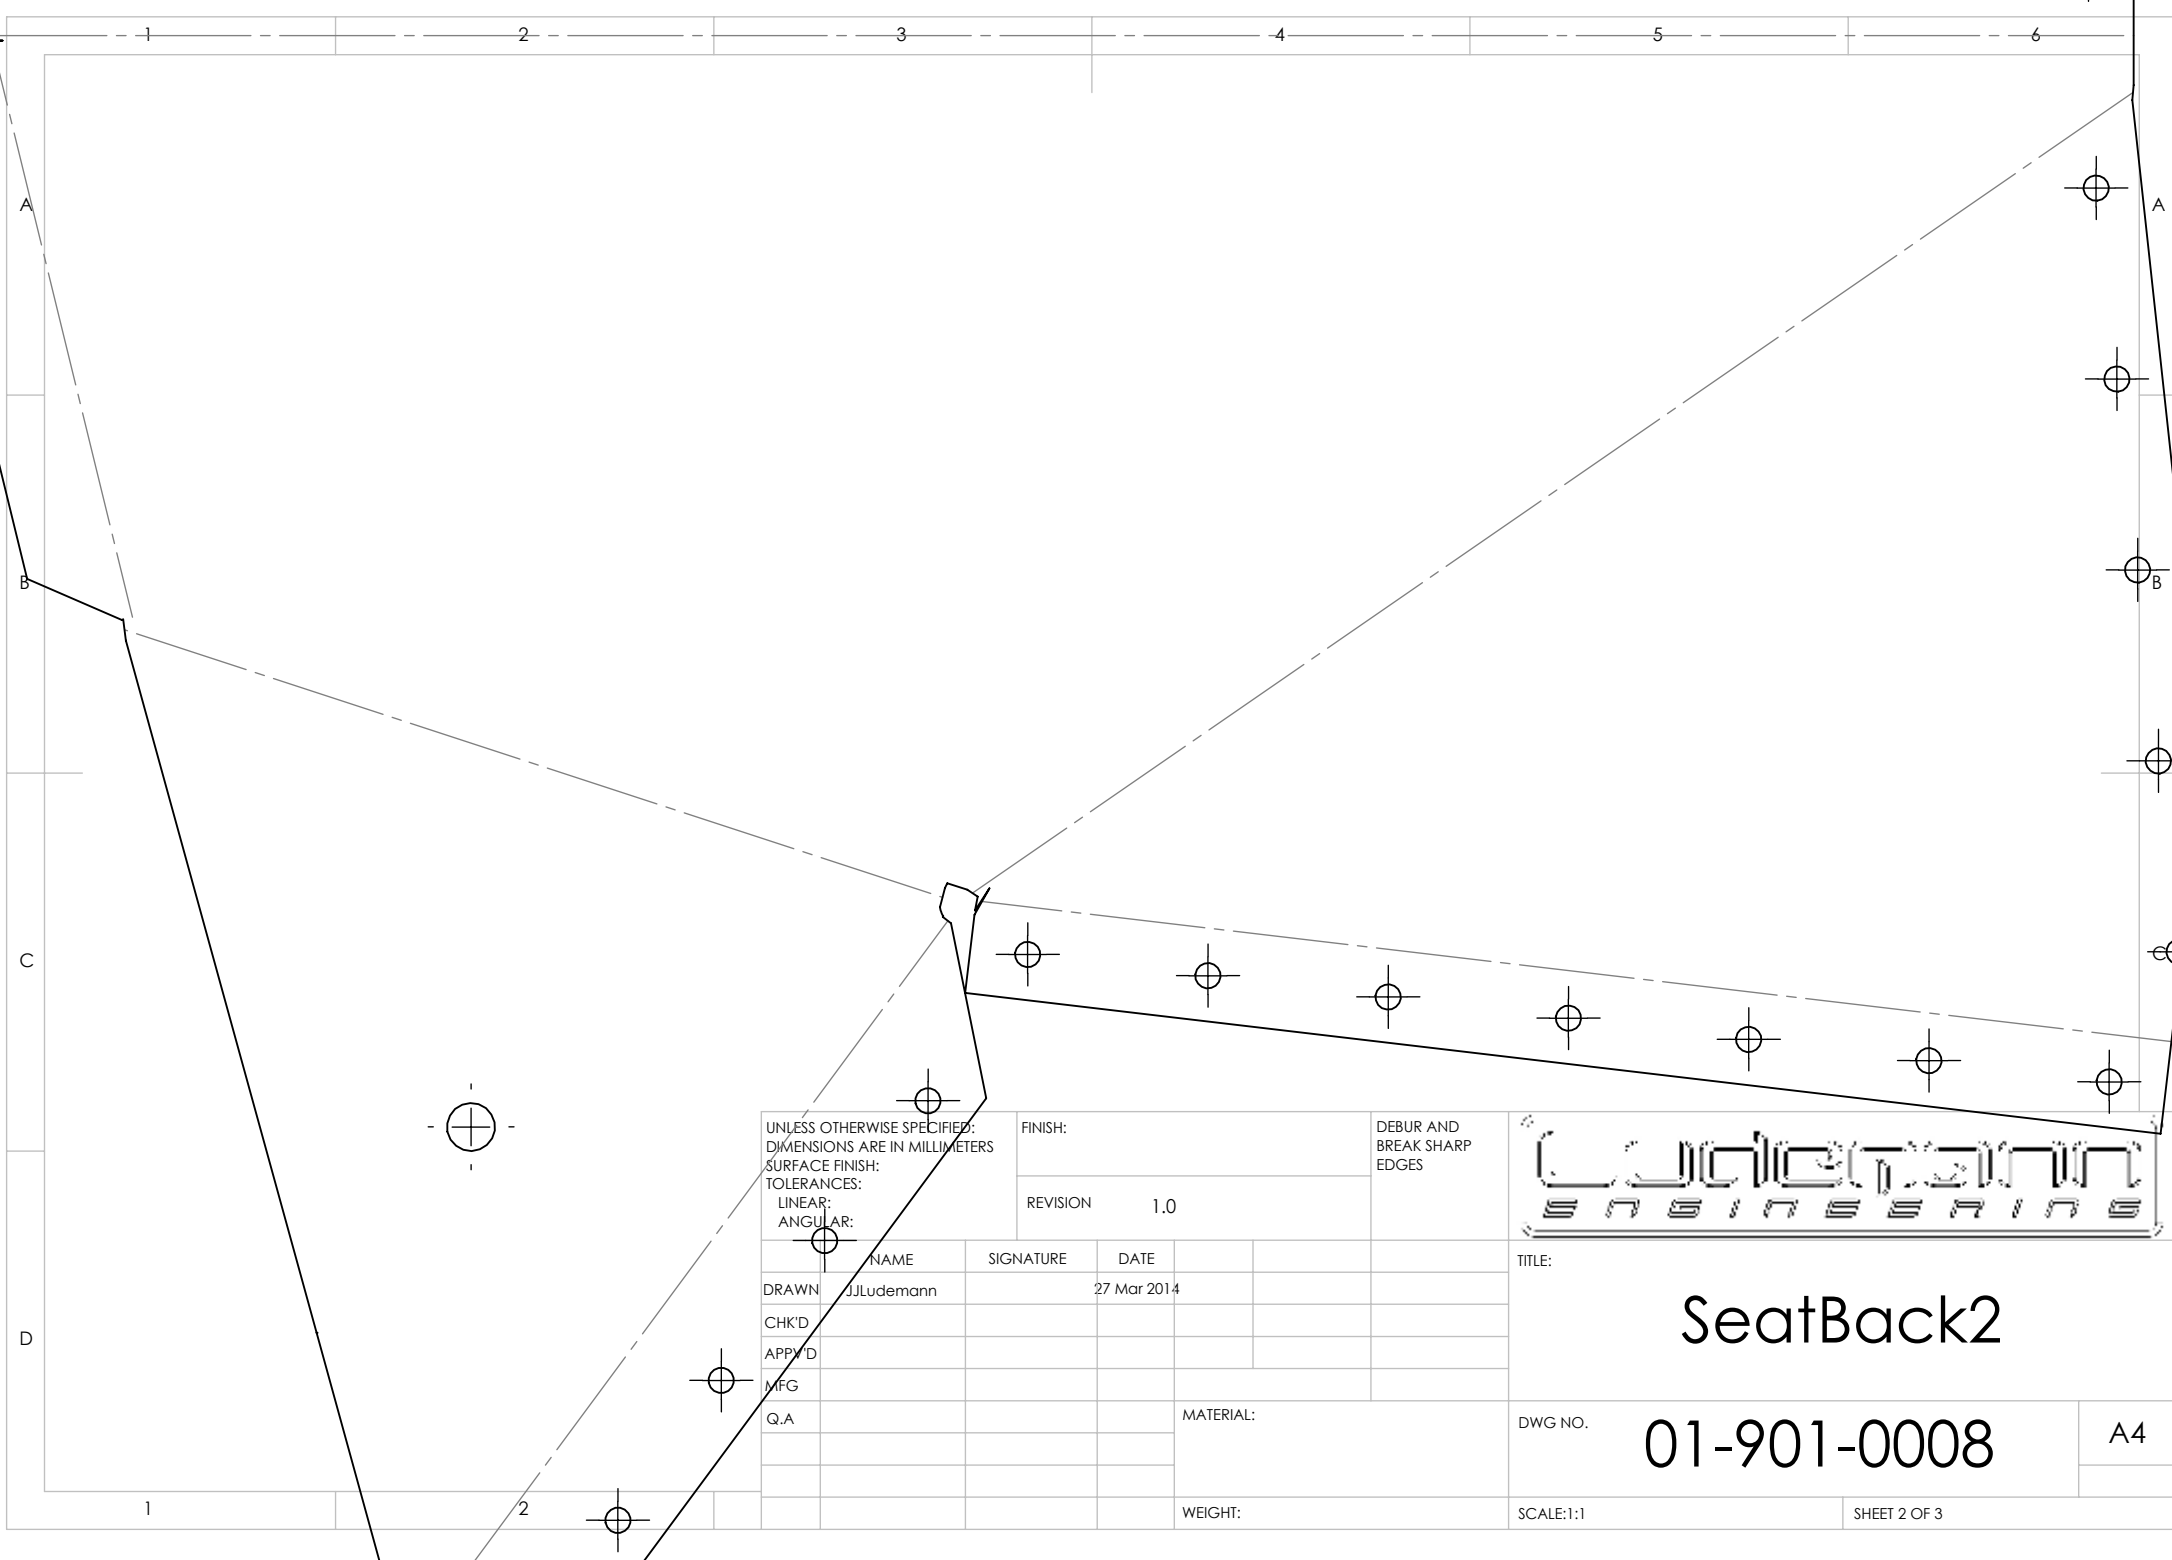 1 2 3 4 5 6
A A
B B
C C
D
UNLESS OTHERWISE SPECIFIED:
DIMENSIONS ARE IN MILLIMETERS
SURFACE FINISH:
TOLERANCES:
LINEAR:
ANGULAR:
FINISH:
REVISION 1.0
DEBUR AND
BREAK SHARP
EDGES
Ludemann
ENGINEERING
NAME SIGNATURE DATE
DRAWN JJLudemann 27 Mar 2014
CHK'D
APPV'D
MFG
Q.A
MATERIAL:
WEIGHT:
TITLE:
SeatBack2
DWG NO. 01-901-0008 A4
SCALE:1:1 SHEET 2 OF 3
1 2